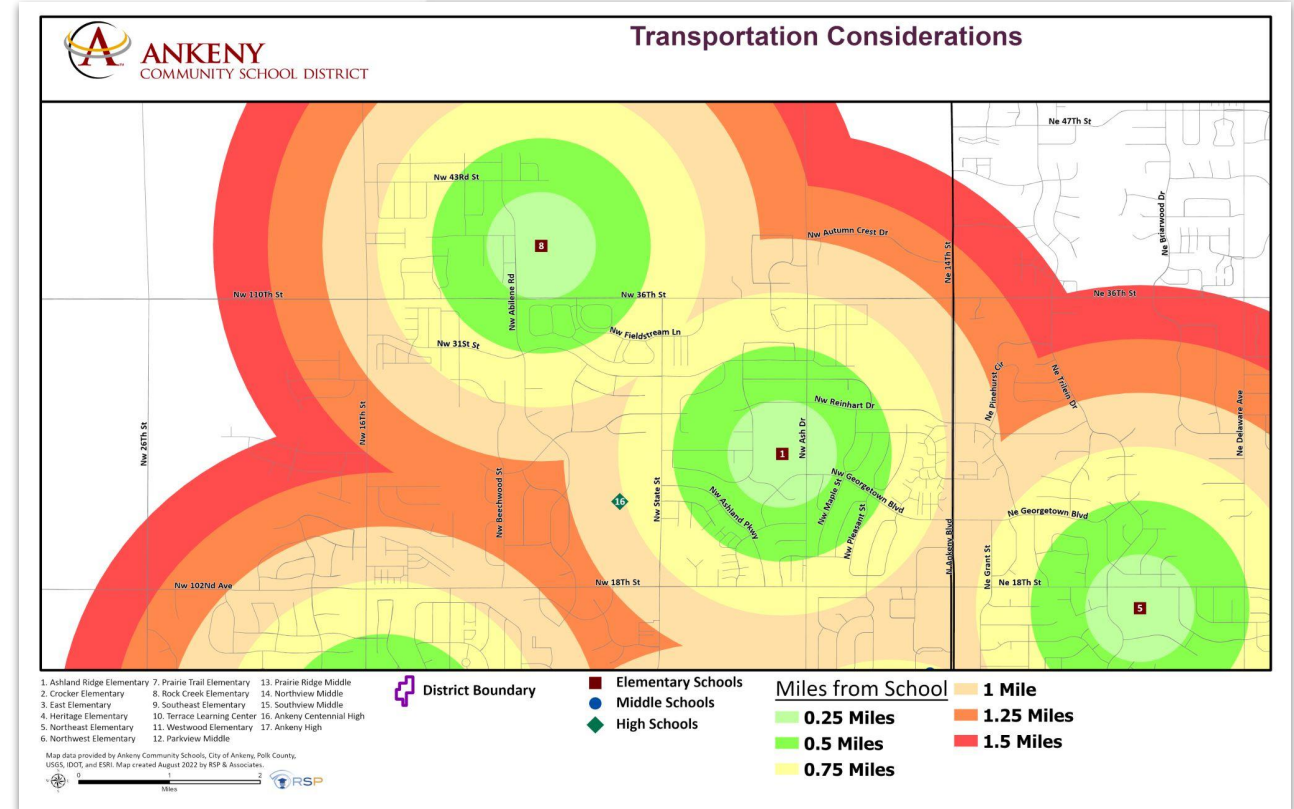 ANKENY
COMMUNITY SCHOOL DISTRICT
Transportation Considerations
Ne 47Th St
Nw 43Rd St
Ne Briarwood Dr
Nw Autumn Crest Dr
8
Ne 14Th St
Nw 110Th St
Nw 36Th St
Ne 36Th St
Nw Abilene Rd
Nw Fieldstream Ln
Nw 31St St
Ne Pinehurst Cir
Ne Trilein Dr
Nw Reinhart Dr
Ne Delaware Ave
Nw 16Th St
Nw 26Th St
Nw Ash Dr
1
Nw Georgetown Blvd
Nw Beechwood St
16
Nw State St
Nw Ashland Pkwy
Nw Maple St
Nw Pleasant St
Ne Georgetown Blvd
N Ankeny Blvd
Ne Grant St
Nw 102Nd Ave
Nw 18Th St
Ne 18Th St
5
1. Ashland Ridge Elementary 7. Prairie Trail Elementary 13. Prairie Ridge Middle
2. Crocker Elementary 8. Rock Creek Elementary 14. Northview Middle
3. East Elementary 9. Southeast Elementary 15. Southview Middle
4. Heritage Elementary 10. Terrace Learning Center 16. Ankeny Centennial High
5. Northeast Elementary 11. Westwood Elementary 17. Ankeny High
6. Northwest Elementary 12. Parkview Middle
District Boundary
Elementary Schools
Middle Schools
High Schools
Miles from School
0.25 Miles
0.5 Miles
0.75 Miles
1 Mile
1.25 Miles
1.5 Miles
Map data provided by Ankeny Community Schools, City of Ankeny, Polk County,
USGS, IDOT, and ESRI. Map created August 2022 by RSP & Associates.
0 1 2
Miles
RSP